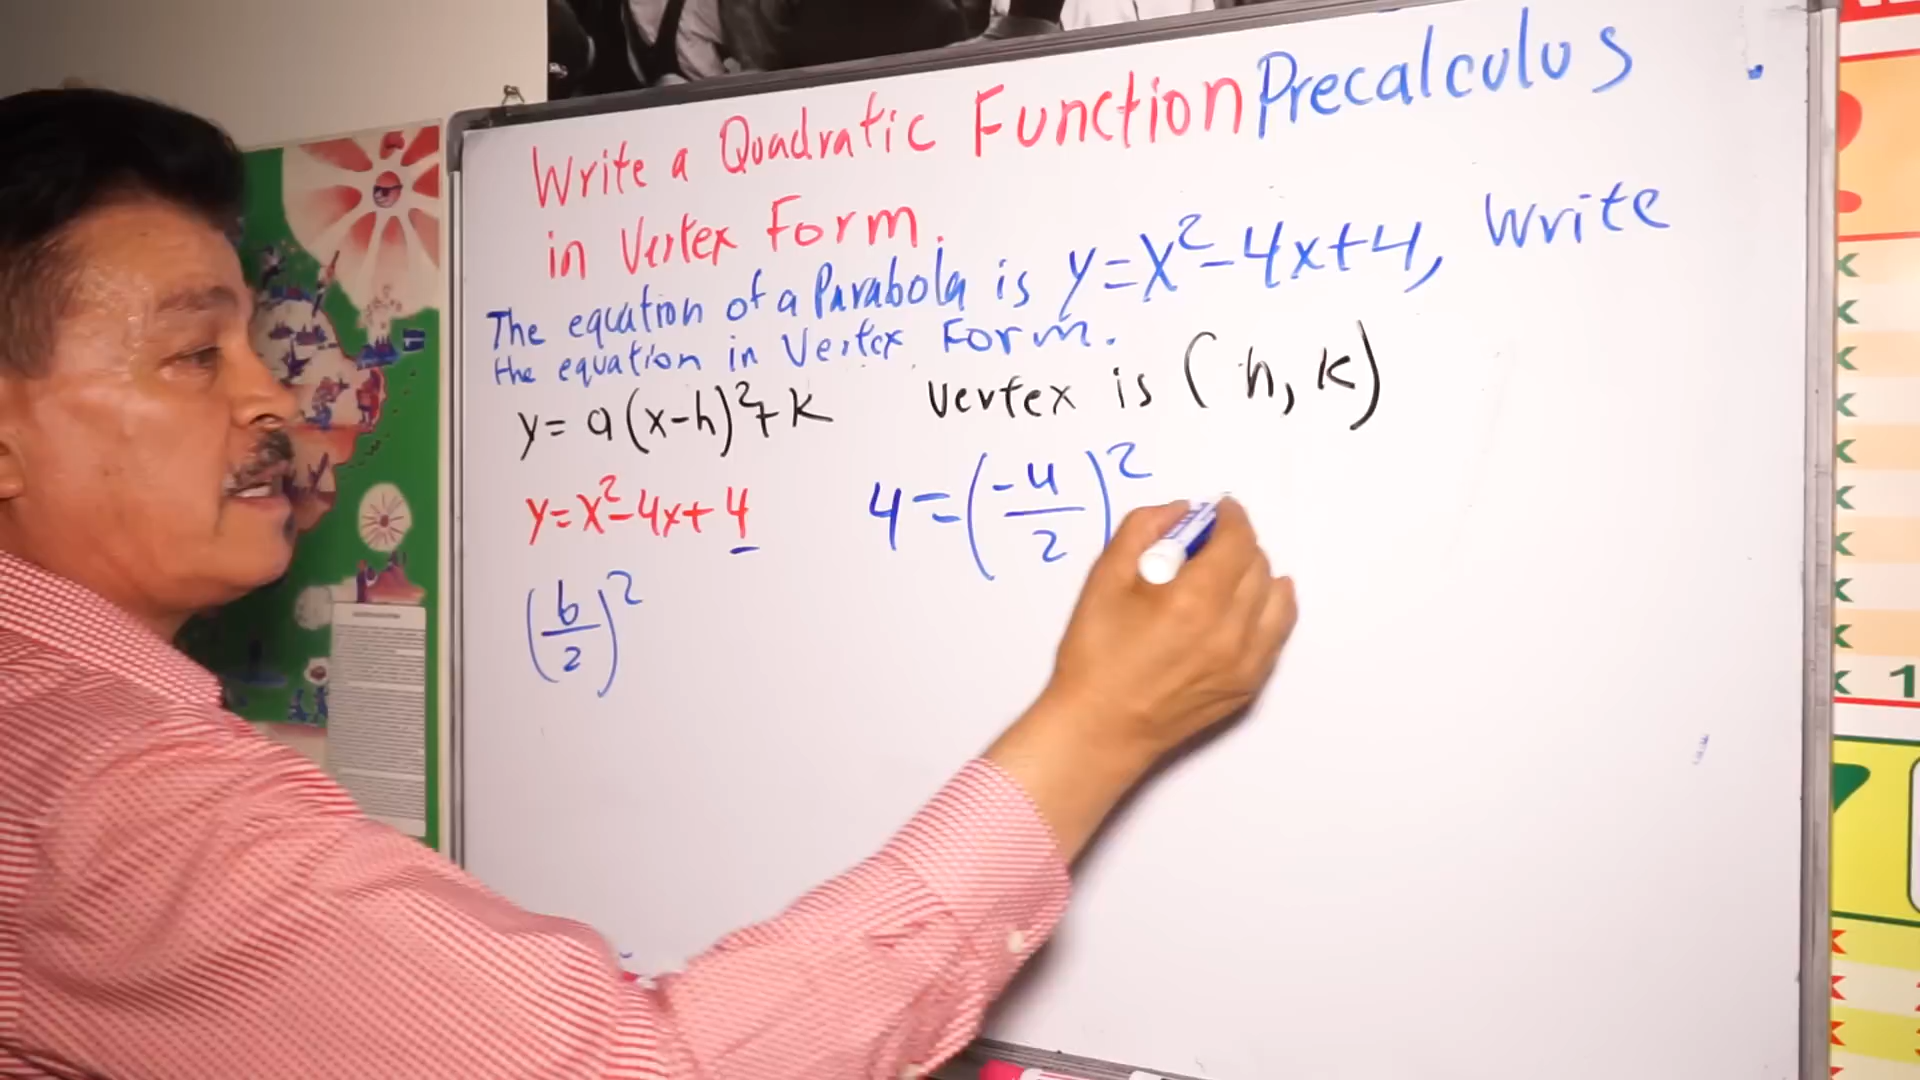 Write a Quadratic Function Precalculus
in Vertex Form.
The equation of a Parabola is y=x²-4x+4, Write
the equation in Vertex Form.
y= a(x-h)²+K vertex is (h, k)
y=x²-4x+4 4=(-4/2)²
(b/2)²
K
K
K
K
K
K
K
K
K
K 1
K
K
K
K